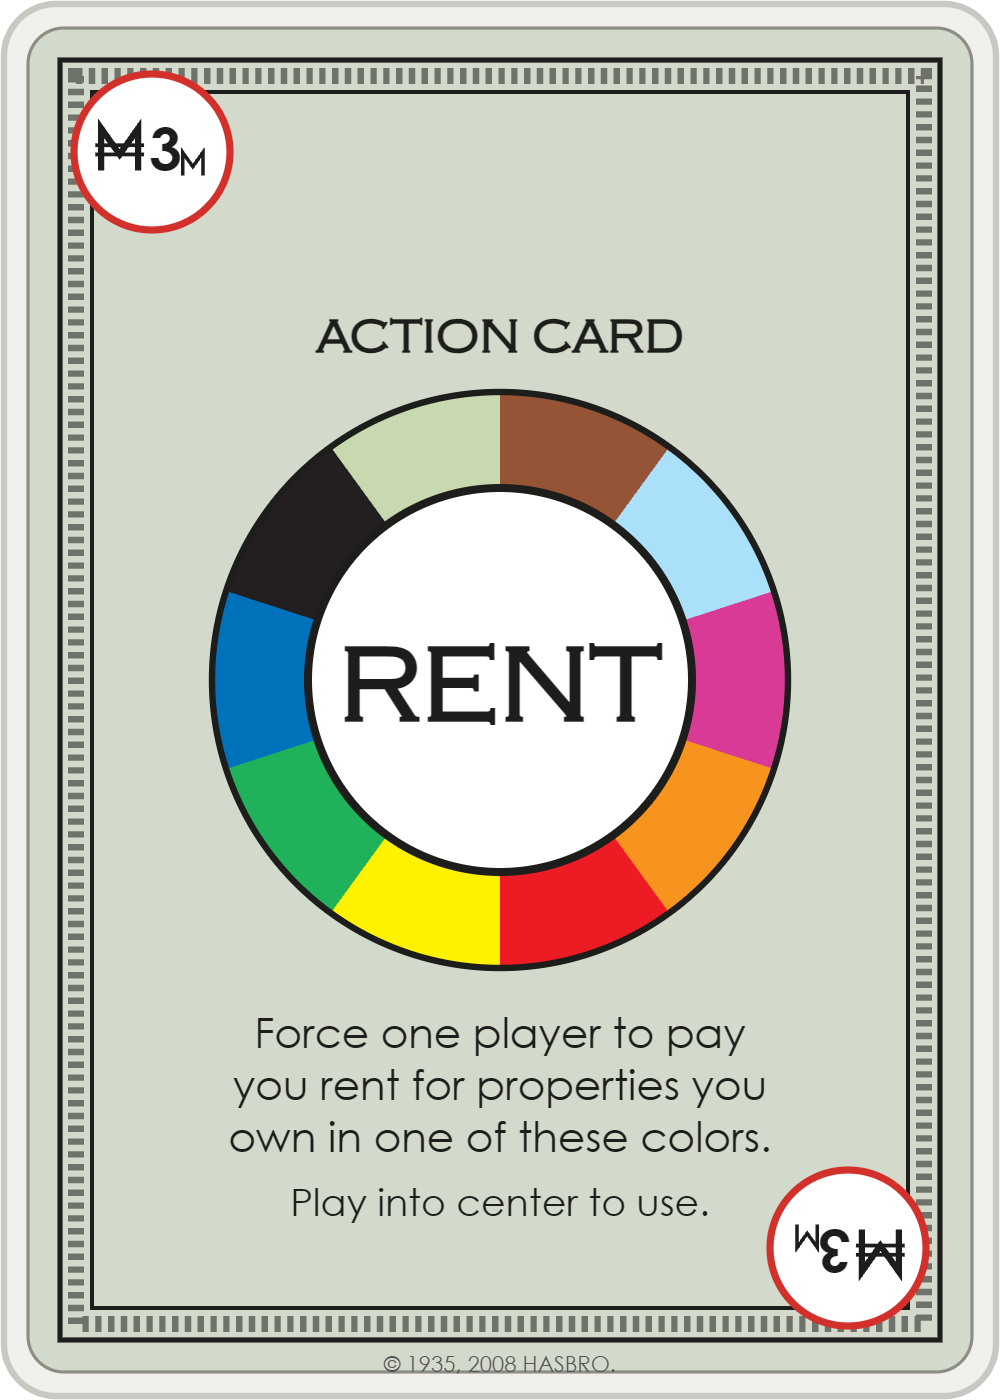 ₩3M
ACTION CARD
RENT
Force one player to pay
you rent for properties you
own in one of these colors.
Play into center to use.
₩3M
© 1935, 2008 HASBRO.